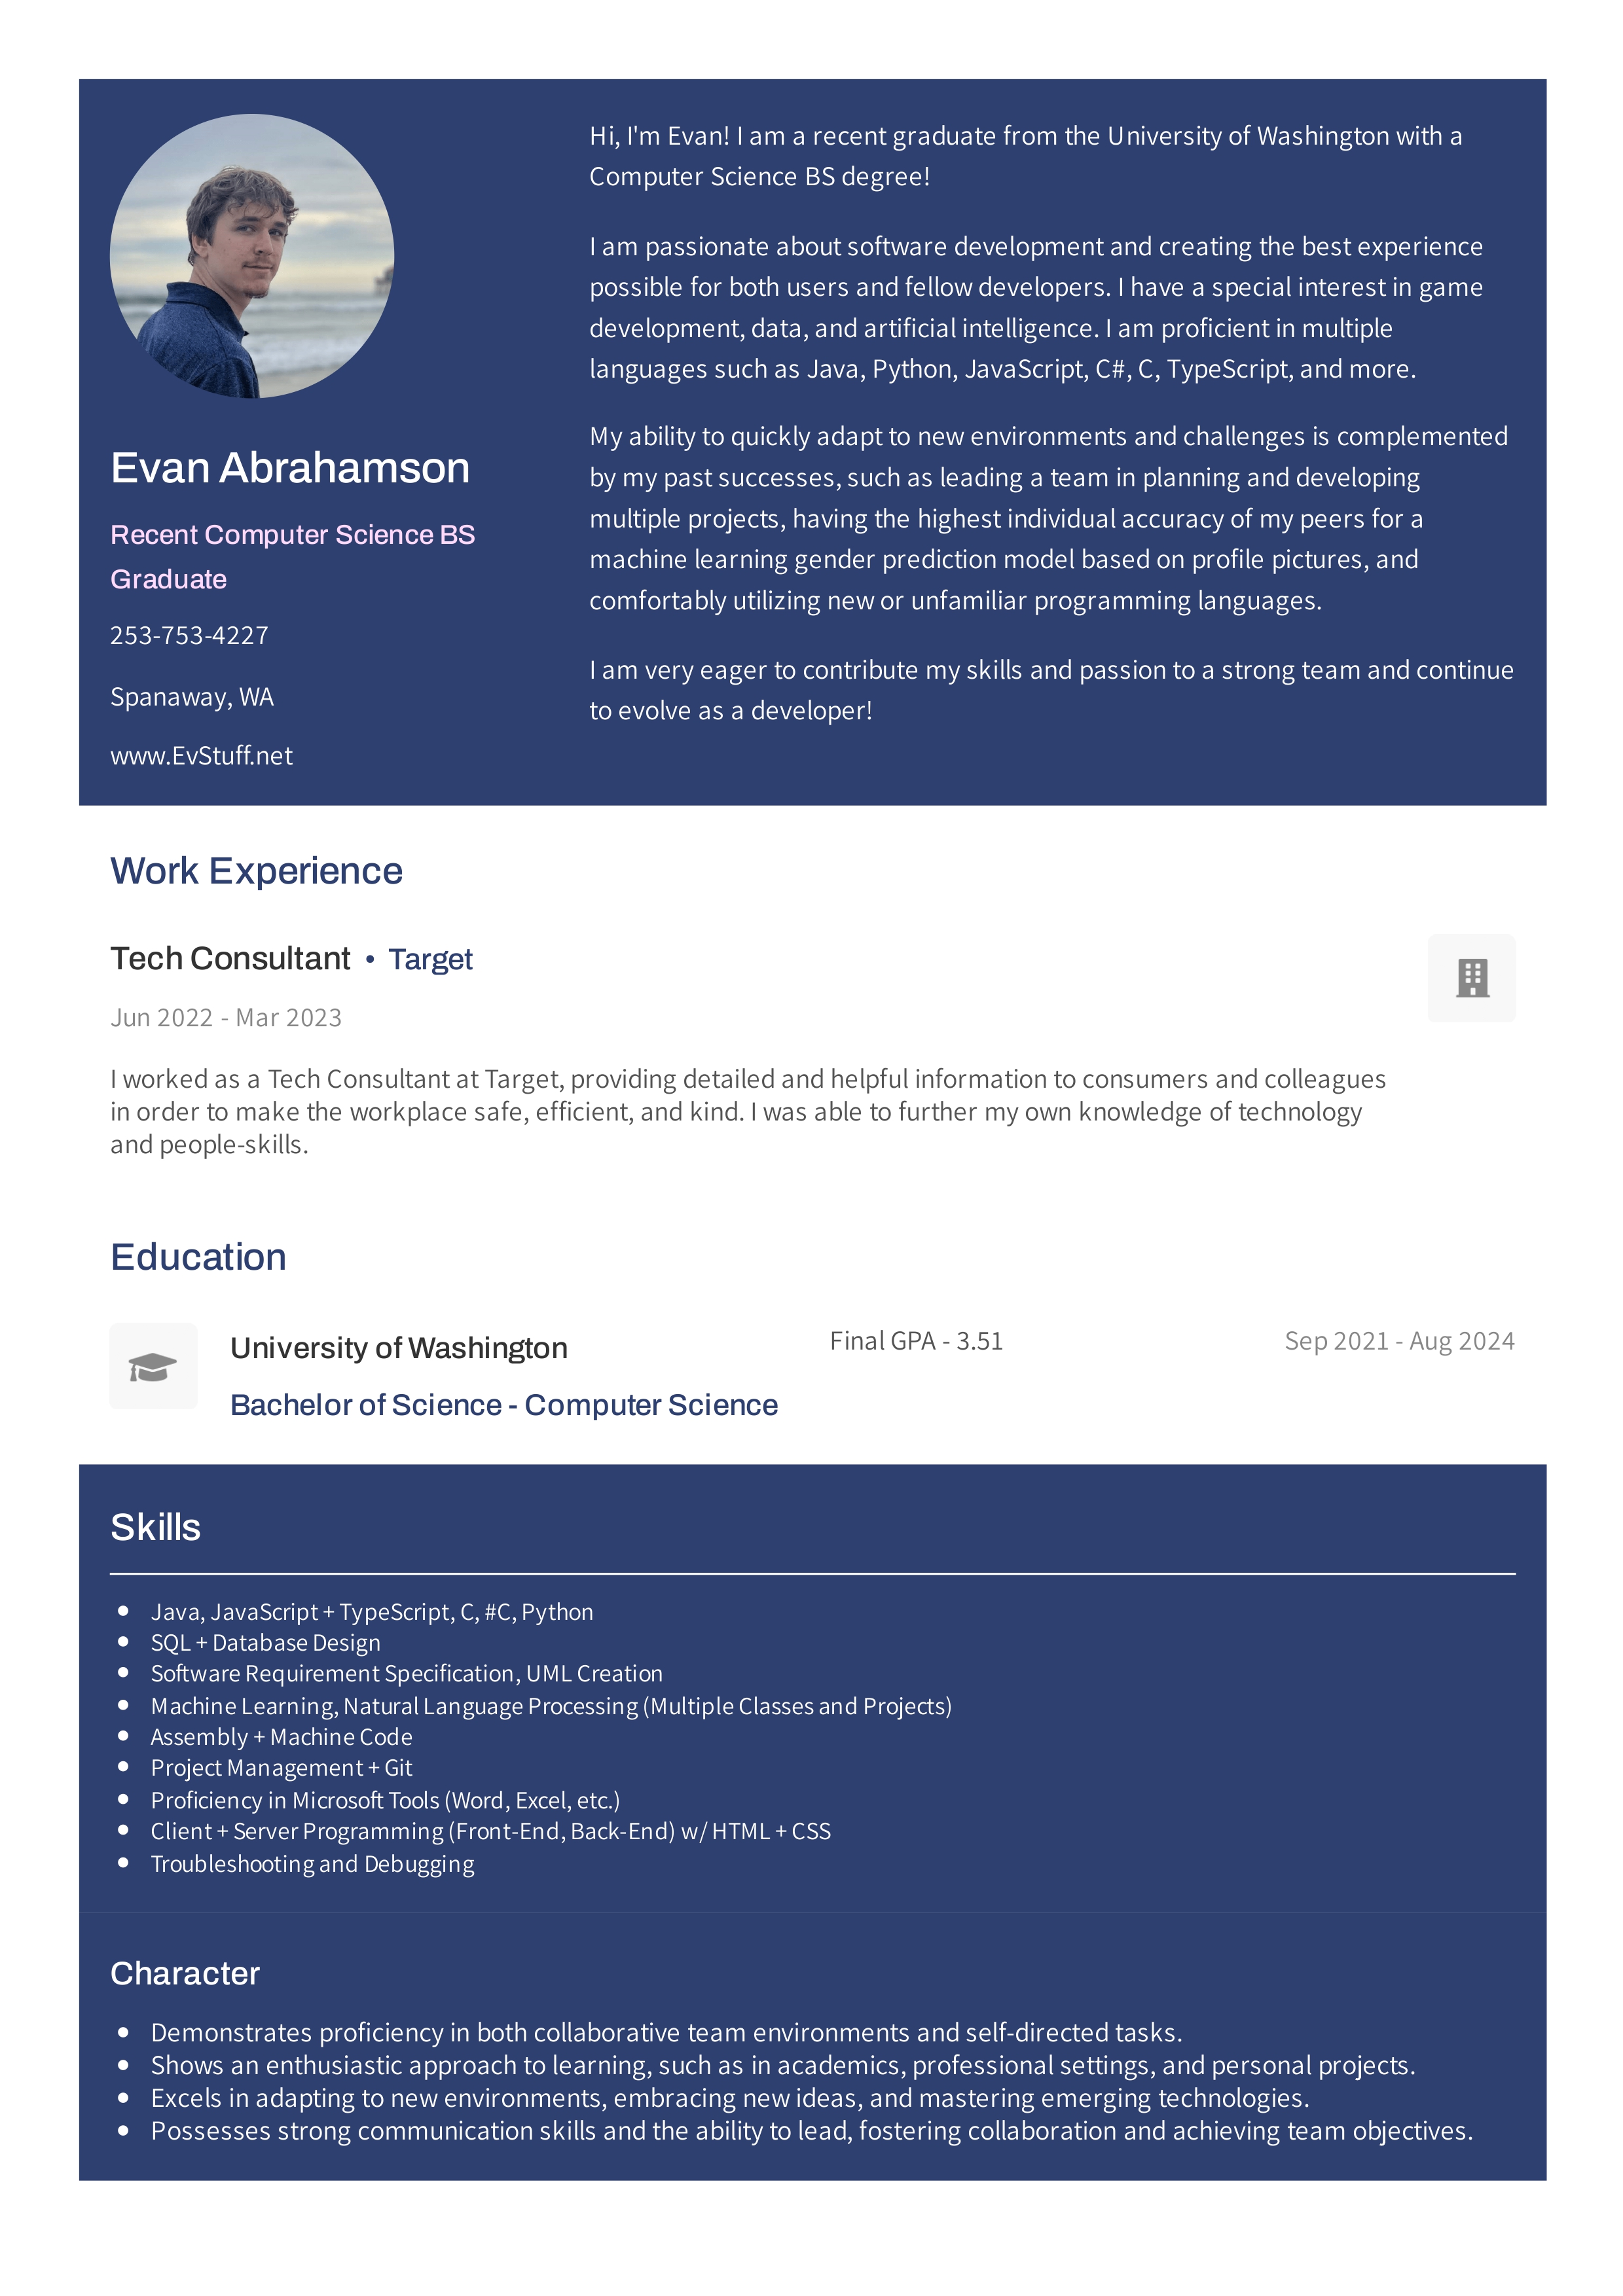 Evan Abrahamson
Recent Computer Science BS
Graduate
253-753-4227
Spanaway, WA
www.EvStuff.net
Hi, I'm Evan! I am a recent graduate from the University of Washington with a
Computer Science BS degree!
I am passionate about software development and creating the best experience
possible for both users and fellow developers. I have a special interest in game
development, data, and artificial intelligence. I am proficient in multiple
languages such as Java, Python, JavaScript, C#, C, TypeScript, and more.
My ability to quickly adapt to new environments and challenges is complemented
by my past successes, such as leading a team in planning and developing
multiple projects, having the highest individual accuracy of my peers for a
machine learning gender prediction model based on profile pictures, and
comfortably utilizing new or unfamiliar programming languages.
I am very eager to contribute my skills and passion to a strong team and continue
to evolve as a developer!
Work Experience
Tech Consultant • Target
Jun 2022 - Mar 2023
I worked as a Tech Consultant at Target, providing detailed and helpful information to consumers and colleagues
in order to make the workplace safe, efficient, and kind. I was able to further my own knowledge of technology
and people-skills.
Education
University of Washington Final GPA - 3.51 Sep 2021 - Aug 2024
Bachelor of Science - Computer Science
Skills
• Java, JavaScript + TypeScript, C, #C, Python
• SQL + Database Design
• Software Requirement Specification, UML Creation
• Machine Learning, Natural Language Processing (Multiple Classes and Projects)
• Assembly + Machine Code
• Project Management + Git
• Proficiency in Microsoft Tools (Word, Excel, etc.)
• Client + Server Programming (Front-End, Back-End) w/ HTML + CSS
• Troubleshooting and Debugging
Character
• Demonstrates proficiency in both collaborative team environments and self-directed tasks.
• Shows an enthusiastic approach to learning, such as in academics, professional settings, and personal projects.
• Excels in adapting to new environments, embracing new ideas, and mastering emerging technologies.
• Possesses strong communication skills and the ability to lead, fostering collaboration and achieving team objectives.